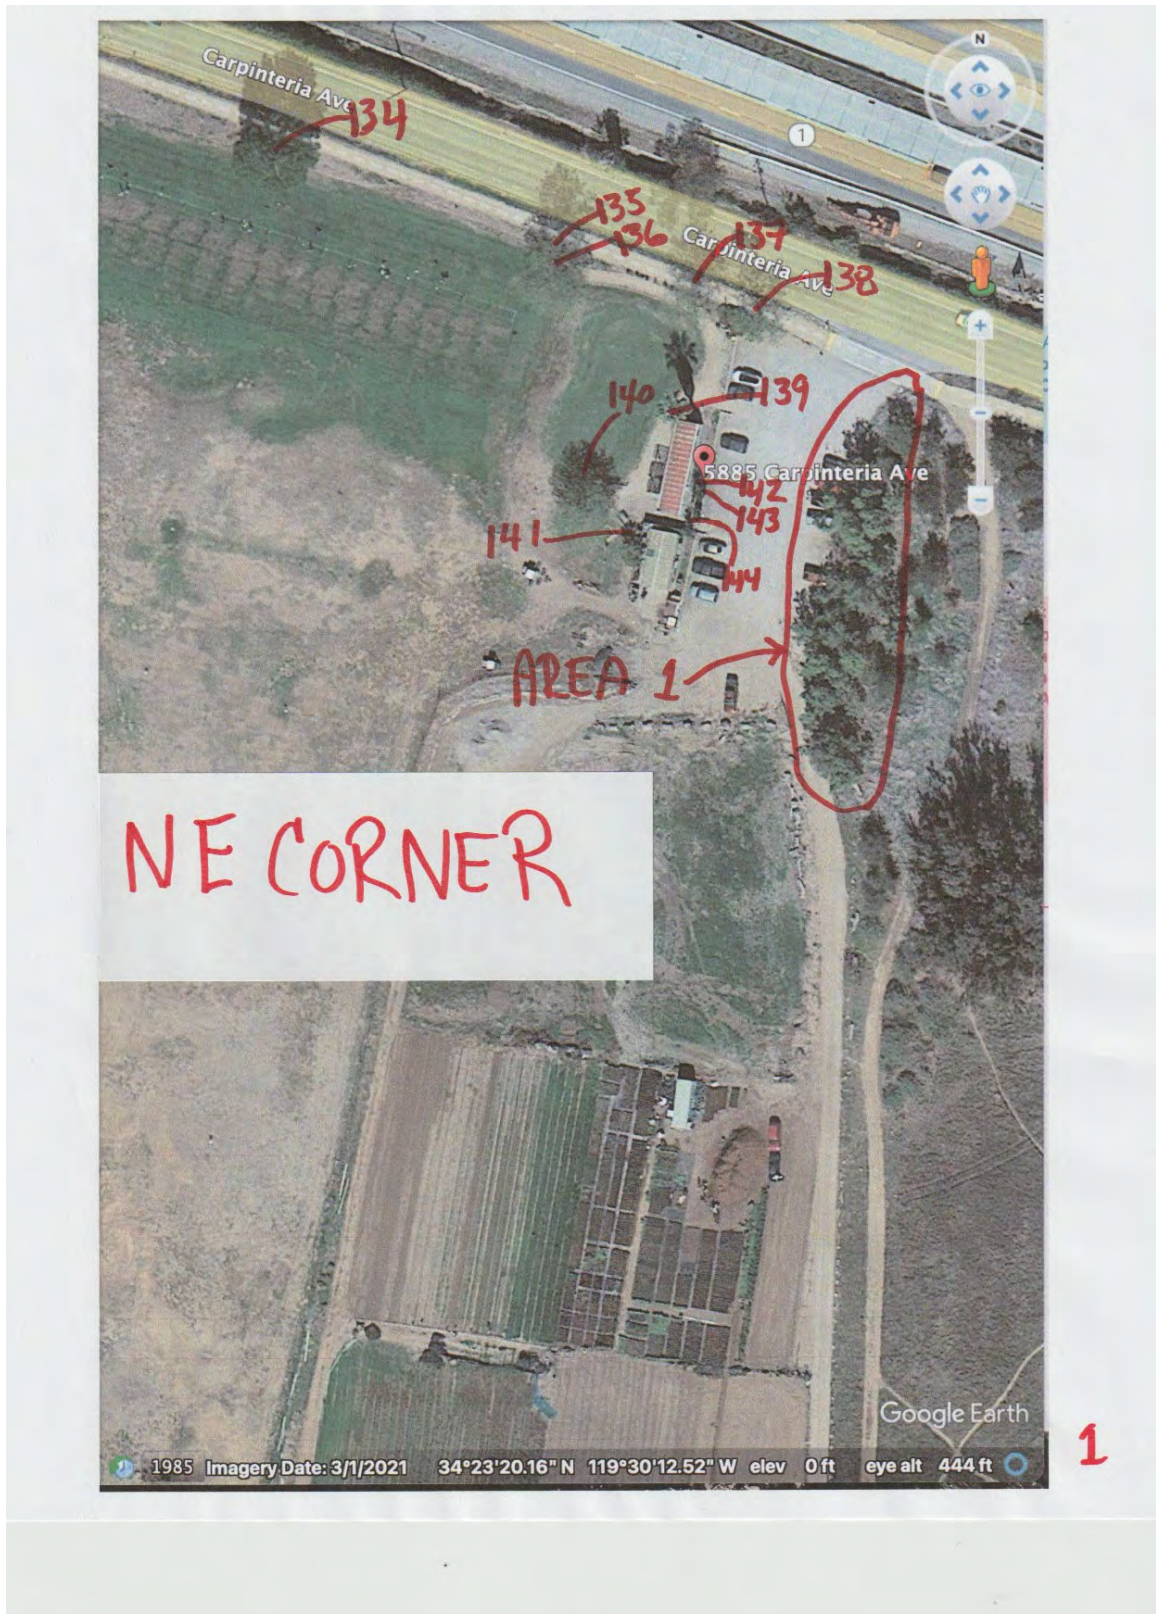 N
Carpinteria Ave
134
1
135
136
Carpinteria Ave
137
138
140
139
5885 Carpinteria Ave
142
143
141
144
AREA 1
NE CORNER
Google Earth
1985 Imagery Date: 3/1/2021 34°23'20.16" N 119°30'12.52" W elev 0 ft eye alt 444 ft
1